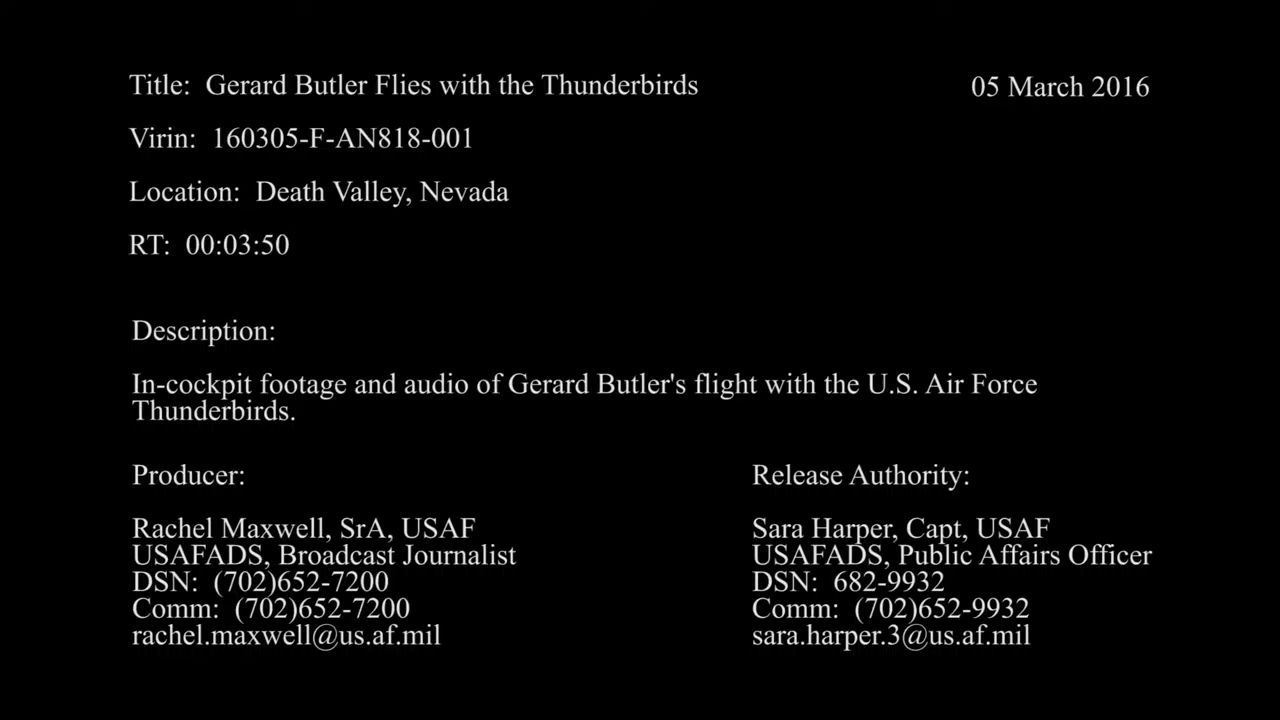 Title:  Gerard Butler Flies with the Thunderbirds
05 March 2016
Virin:  160305-F-AN818-001
Location:  Death Valley, Nevada
RT:  00:03:50
Description:
In-cockpit footage and audio of Gerard Butler's flight with the U.S. Air Force
Thunderbirds.
Producer:
Rachel Maxwell, SrA, USAF
USAFADS, Broadcast Journalist
DSN:  (702)652-7200
Comm:  (702)652-7200
rachel.maxwell@us.af.mil
Release Authority:
Sara Harper, Capt, USAF
USAFADS, Public Affairs Officer
DSN:  682-9932
Comm:  (702)652-9932
sara.harper.3@us.af.mil